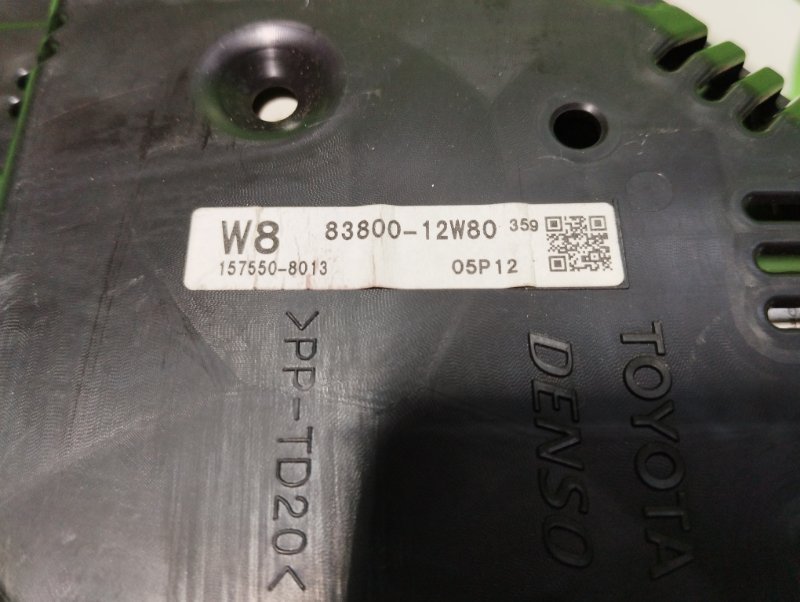 W8 83800-12W80 359
157550-8013 05P12
>PP-TD20<
DENSO
TOYOTA